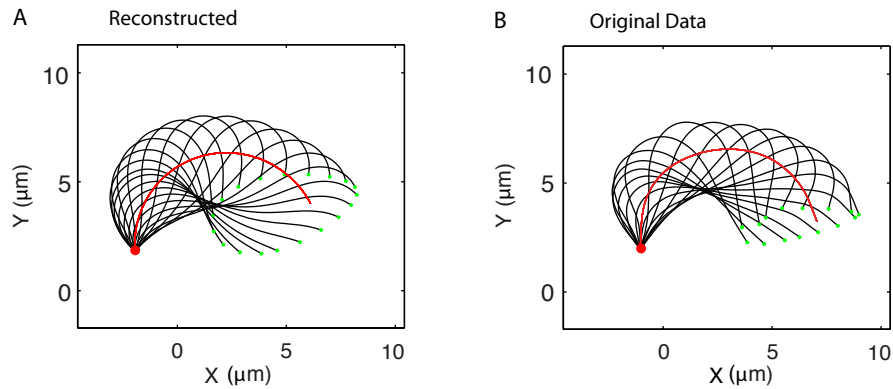 A Reconstructed
10
5
0
Y (μm)
0 5 10
X (μm)
B Original Data
10
5
0
Y (μm)
0 5 10
X (μm)